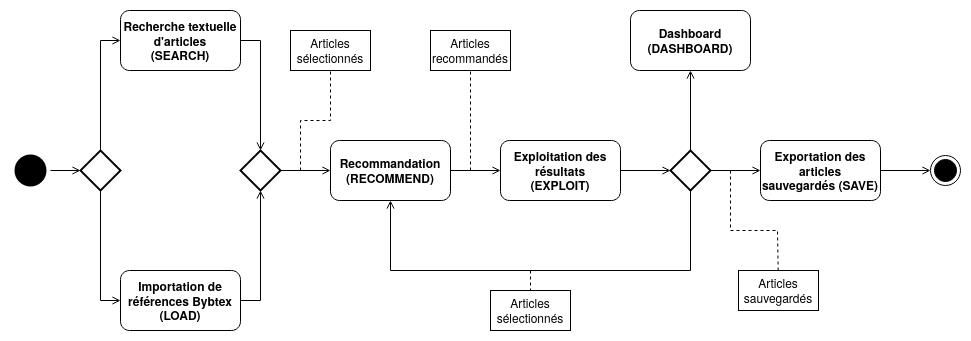 Recherche textuelle
d'articles
(SEARCH)
Articles
sélectionnés
Articles
recommandés
Dashboard
(DASHBOARD)
Recommandation
(RECOMMEND)
Exploitation des
résultats
(EXPLOIT)
Exportation des
articles
sauvegardés (SAVE)
Importation de
référénces Bybtex
(LOAD)
Articles
sélectionnés
Articles
sauvegardés